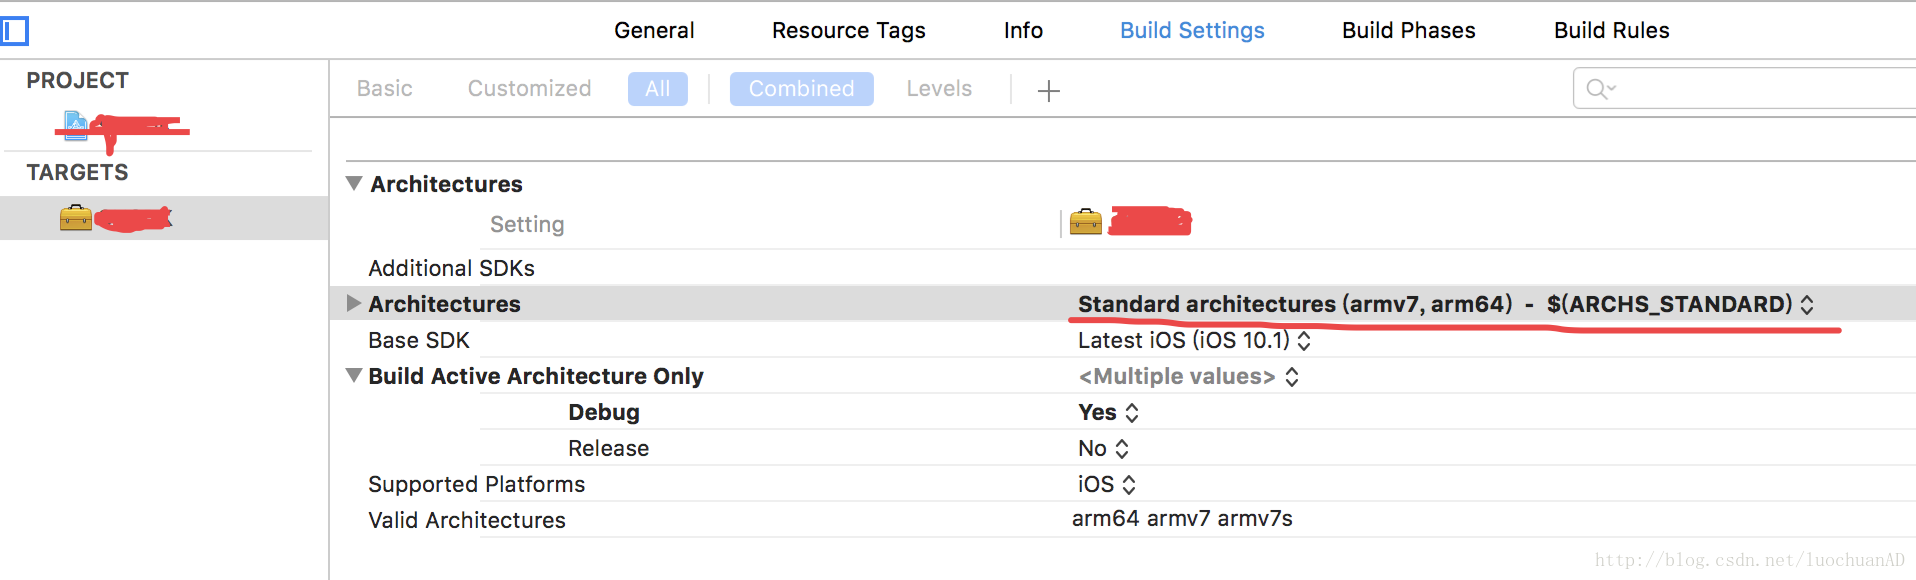 General Resource Tags Info Build Settings Build Phases Build Rules
PROJECT
Basic Customized All Combined Levels
TARGETS
Architectures
Setting
Additional SDKs
Architectures Standard architectures (armv7, arm64) - $(ARCHS_STANDARD)
Base SDK Latest iOS (iOS 10.1)
Build Active Architecture Only <Multiple values>
Debug Yes
Release No
Supported Platforms iOS
Valid Architectures arm64 armv7 armv7s
http://blog.csdn.net/luochuanAD